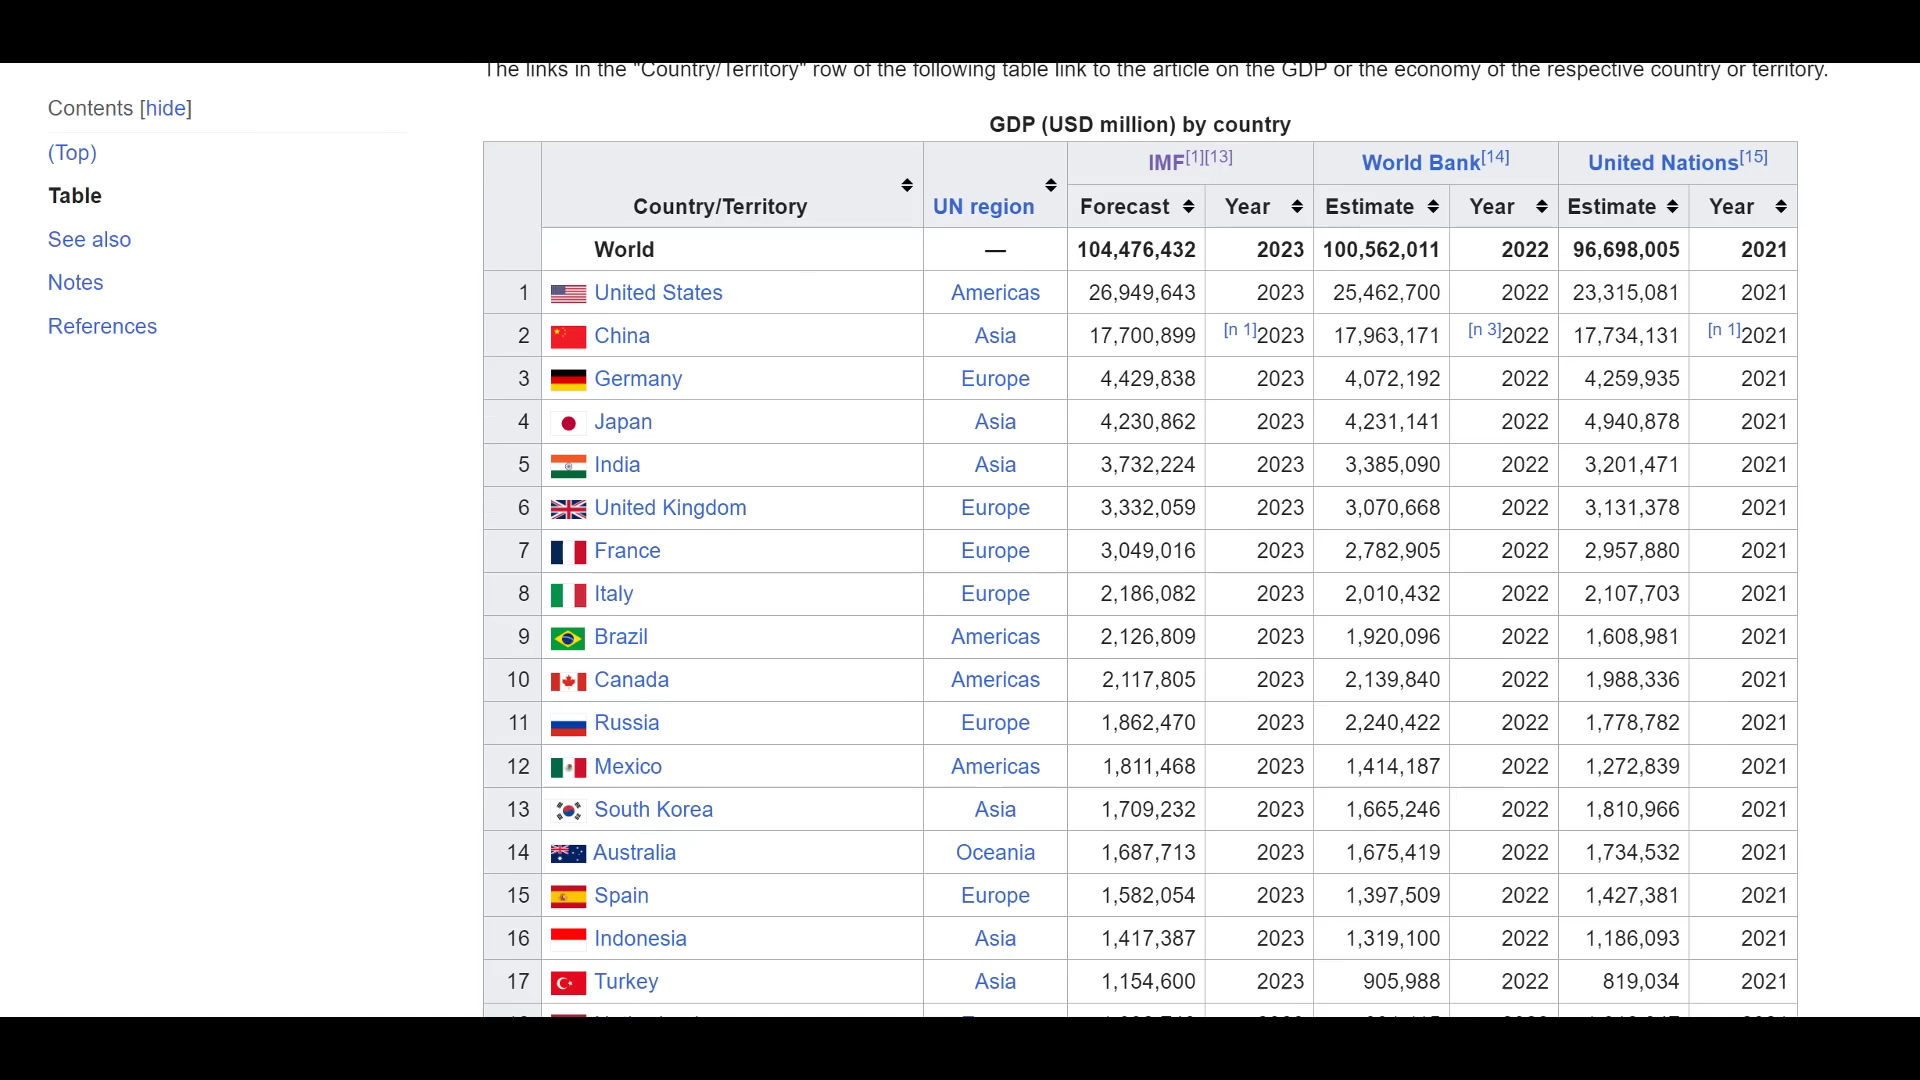 The links in the "Country/Territory" row of the following table link to the article on the GDP or the economy of the respective country or territory.
Contents [hide]
(Top)
Table
See also
Notes
References
GDP (USD million) by country
Country/Territory UN region IMF[1][13] World Bank[14] United Nations[15]
Forecast Year Estimate Year Estimate Year
World — 104,476,432 2023 100,562,011 2022 96,698,005 2021
1 United States Americas 26,949,643 2023 25,462,700 2022 23,315,081 2021
2 China Asia 17,700,899 [n 1]2023 17,963,171 [n 3]2022 17,734,131 [n 1]2021
3 Germany Europe 4,429,838 2023 4,072,192 2022 4,259,935 2021
4 Japan Asia 4,230,862 2023 4,231,141 2022 4,940,878 2021
5 India Asia 3,732,224 2023 3,385,090 2022 3,201,471 2021
6 United Kingdom Europe 3,332,059 2023 3,070,668 2022 3,131,378 2021
7 France Europe 3,049,016 2023 2,782,905 2022 2,957,880 2021
8 Italy Europe 2,186,082 2023 2,010,432 2022 2,107,703 2021
9 Brazil Americas 2,126,809 2023 1,920,096 2022 1,608,981 2021
10 Canada Americas 2,117,805 2023 2,139,840 2022 1,988,336 2021
11 Russia Europe 1,862,470 2023 2,240,422 2022 1,778,782 2021
12 Mexico Americas 1,811,468 2023 1,414,187 2022 1,272,839 2021
13 South Korea Asia 1,709,232 2023 1,665,246 2022 1,810,966 2021
14 Australia Oceania 1,687,713 2023 1,675,419 2022 1,734,532 2021
15 Spain Europe 1,582,054 2023 1,397,509 2022 1,427,381 2021
16 Indonesia Asia 1,417,387 2023 1,319,100 2022 1,186,093 2021
17 Turkey Asia 1,154,600 2023 905,988 2022 819,034 2021